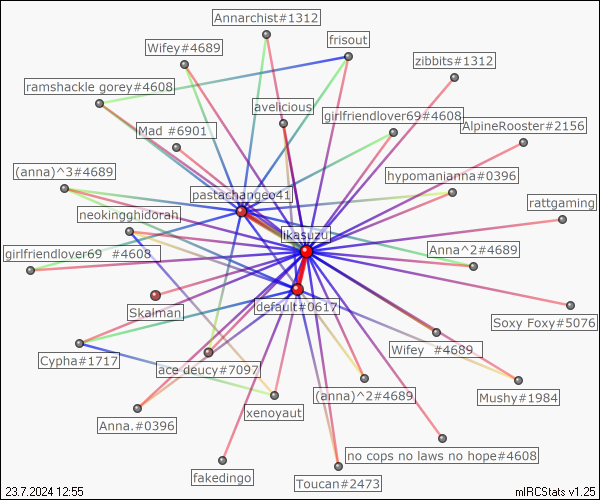 Annarchist#1312
frisout
Wifey#4689
zibbits#1312
ramshackle gorey#4608
avelicious
girlfriendlover69#4608
AlpineRooster#2156
Mad #6901
(anna)^3#4689
hypomanianna#0396
pastachangeo41
rattgaming
neokingghidorah
likasuzu
girlfriendlover69 #4608
Anna^2#4689
default#0617
Skalman
Soxy Foxy#5076
Cypha#1717
Wifey #4689
ace deucy#7097
(anna)^2#4689
Mushy#1984
xenoyaut
Anna.#0396
no cops no laws no hope#4608
fakedingo
Toucan#2473
23.7.2024 12:55
mIRCStats v1.25